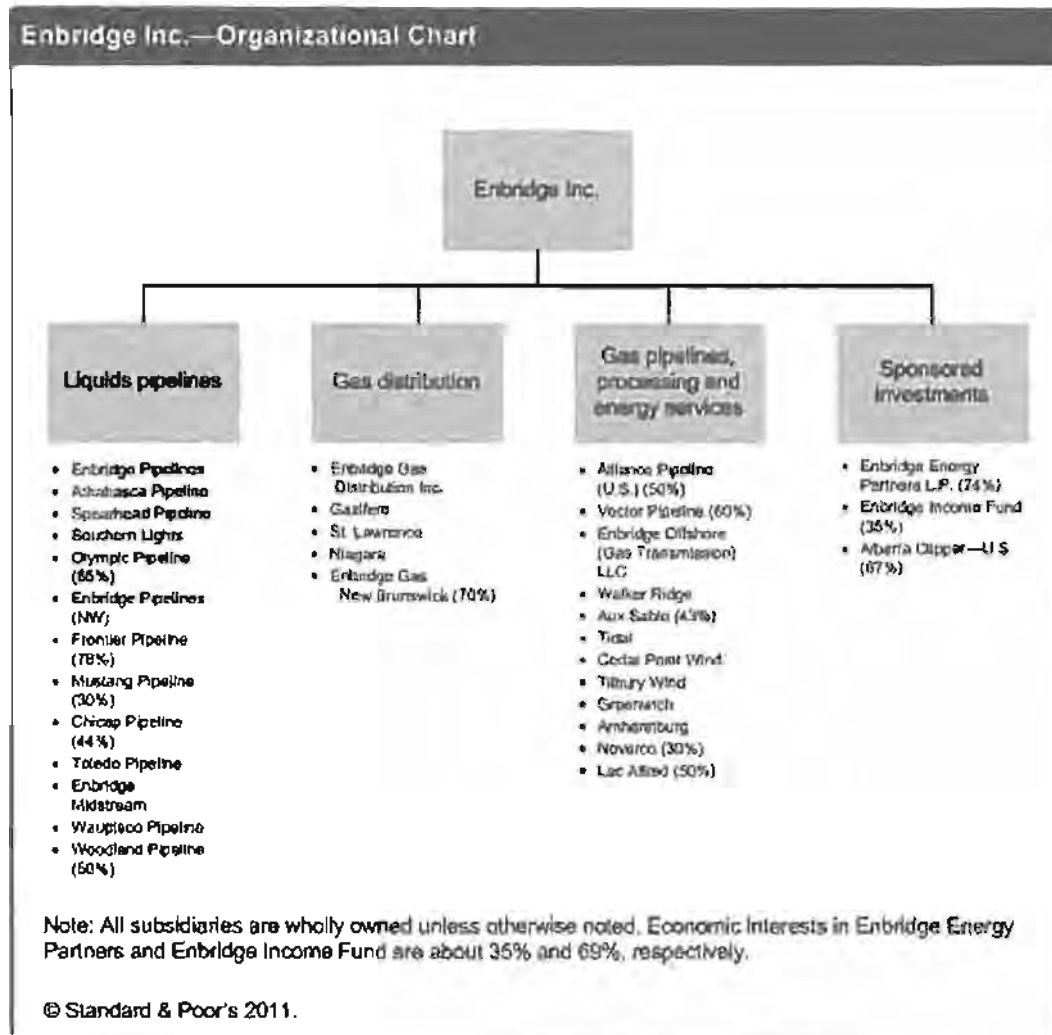 Enbridge Inc.—Organizational Chart
Enbridge Inc.
Liquids pipelines
• Enbridge Pipelines
• Athabasca Pipeline
• Spearhead Pipeline
• Southern Lights
• Olympic Pipeline
(65%)
• Enbridge Pipelines
(NW)
• Frontier Pipeline
(78%)
• Mustang Pipeline
(30%)
• Chicap Pipeline
(44%)
• Toledo Pipeline
• Enbridge
Midstream
• Pipeline
• Woodland Pipeline
(50%)
Gas distribution
• Enbridge Gas
Distribution Inc.
• Gazifere
• St. Lawrence
• Niagara
• Enbridge Gas
New Brunswick (70%)
Gas pipelines,
processing and
energy services
• Alliance Pipeline
(U.S.) (50%)
• Vector Pipeline (60%)
• Enbridge Offshore
(Gas Transmission)
LLC
• Walker Ridge
• Aux Sable (43%)
• Tidal
• Cedar Point Wind
• Tilbury Wind
• Greenwich
• Amherstburg
• Noverco (30%)
• Lac Alfred (50%)
Sponsored
investments
• Enbridge Energy
Partners L.P. (74%)
• Enbridge Income Fund
(35%)
• Alberta Clipper—U.S.
(67%)
Note: All subsidiaries are wholly owned unless otherwise noted. Economic Interests in Enbridge Energy
Partners and Enbridge Income Fund are about 35% and 69%, respectively.
© Standard & Poor's 2011.